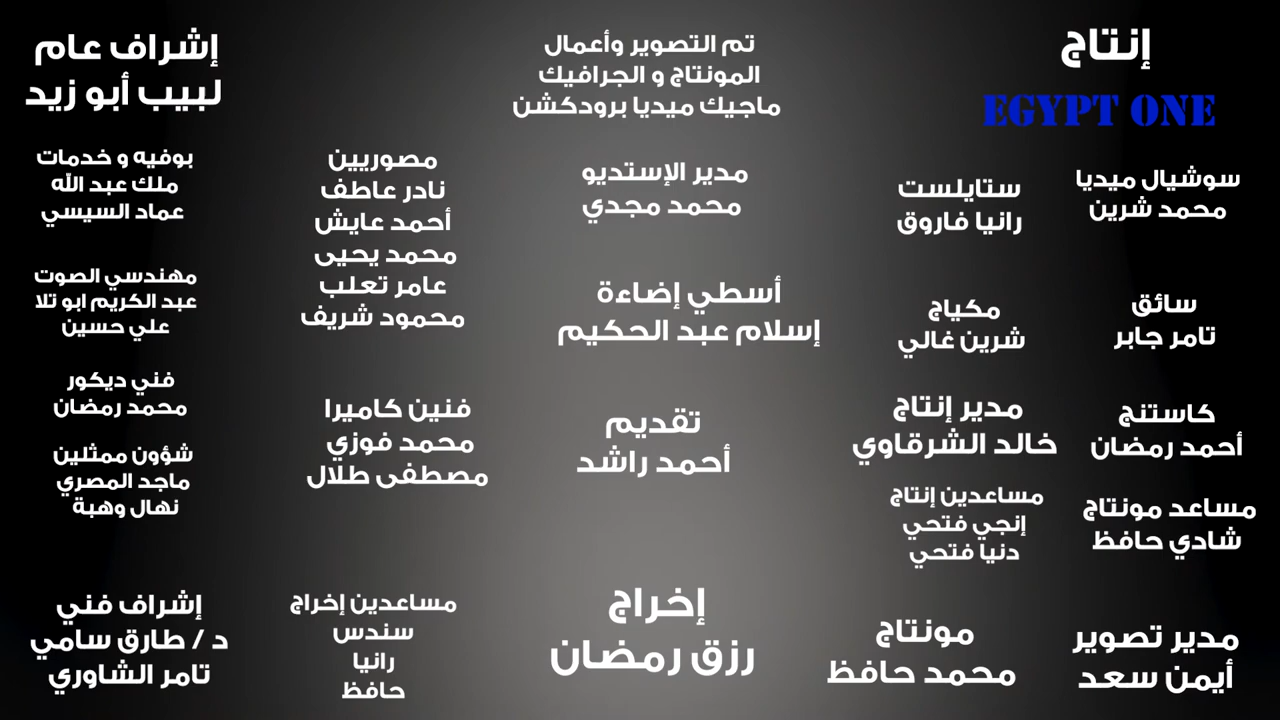 إنتاج
EGYPT ONE
تم التصوير وأعمال
المونتاج و الجرافيك
ماجيك ميديا برودكشن
إشراف عام
لبيب أبو زيد
سوشيال ميديا
محمد شرين
ستايلست
رانيا فاروق
مدير الإستديو
محمد مجدي
مصوريين
نادر عاطف
أحمد عايش
محمد يحيى
عامر تعلب
محمود شريف
بوفيه و خدمات
ملك عبد الله
عماد السيسي
سائق
تامر جابر
مكياج
شرين غالي
أسطي إضاءة
إسلام عبد الحكيم
مهندسي الصوت
عبد الكريم ابو تلا
علي حسين
كاستنج
أحمد رمضان
مدير إنتاج
خالد الشرقاوي
تقديم
أحمد راشد
فنين كاميرا
محمد فوزي
مصطفى طلال
فني ديكور
محمد رمضان
شؤون ممثلين
ماجد المصري
نهال وهبة
مساعد مونتاج
شادي حافظ
مساعدين إنتاج
إنجي فتحي
دنيا فتحي
مدير تصوير
أيمن سعد
مونتاج
محمد حافظ
إخراج
رزق رمضان
مساعدين إخراج
سندس
رانيا
حافظ
إشراف فني
د / طارق سامي
تامر الشاوري